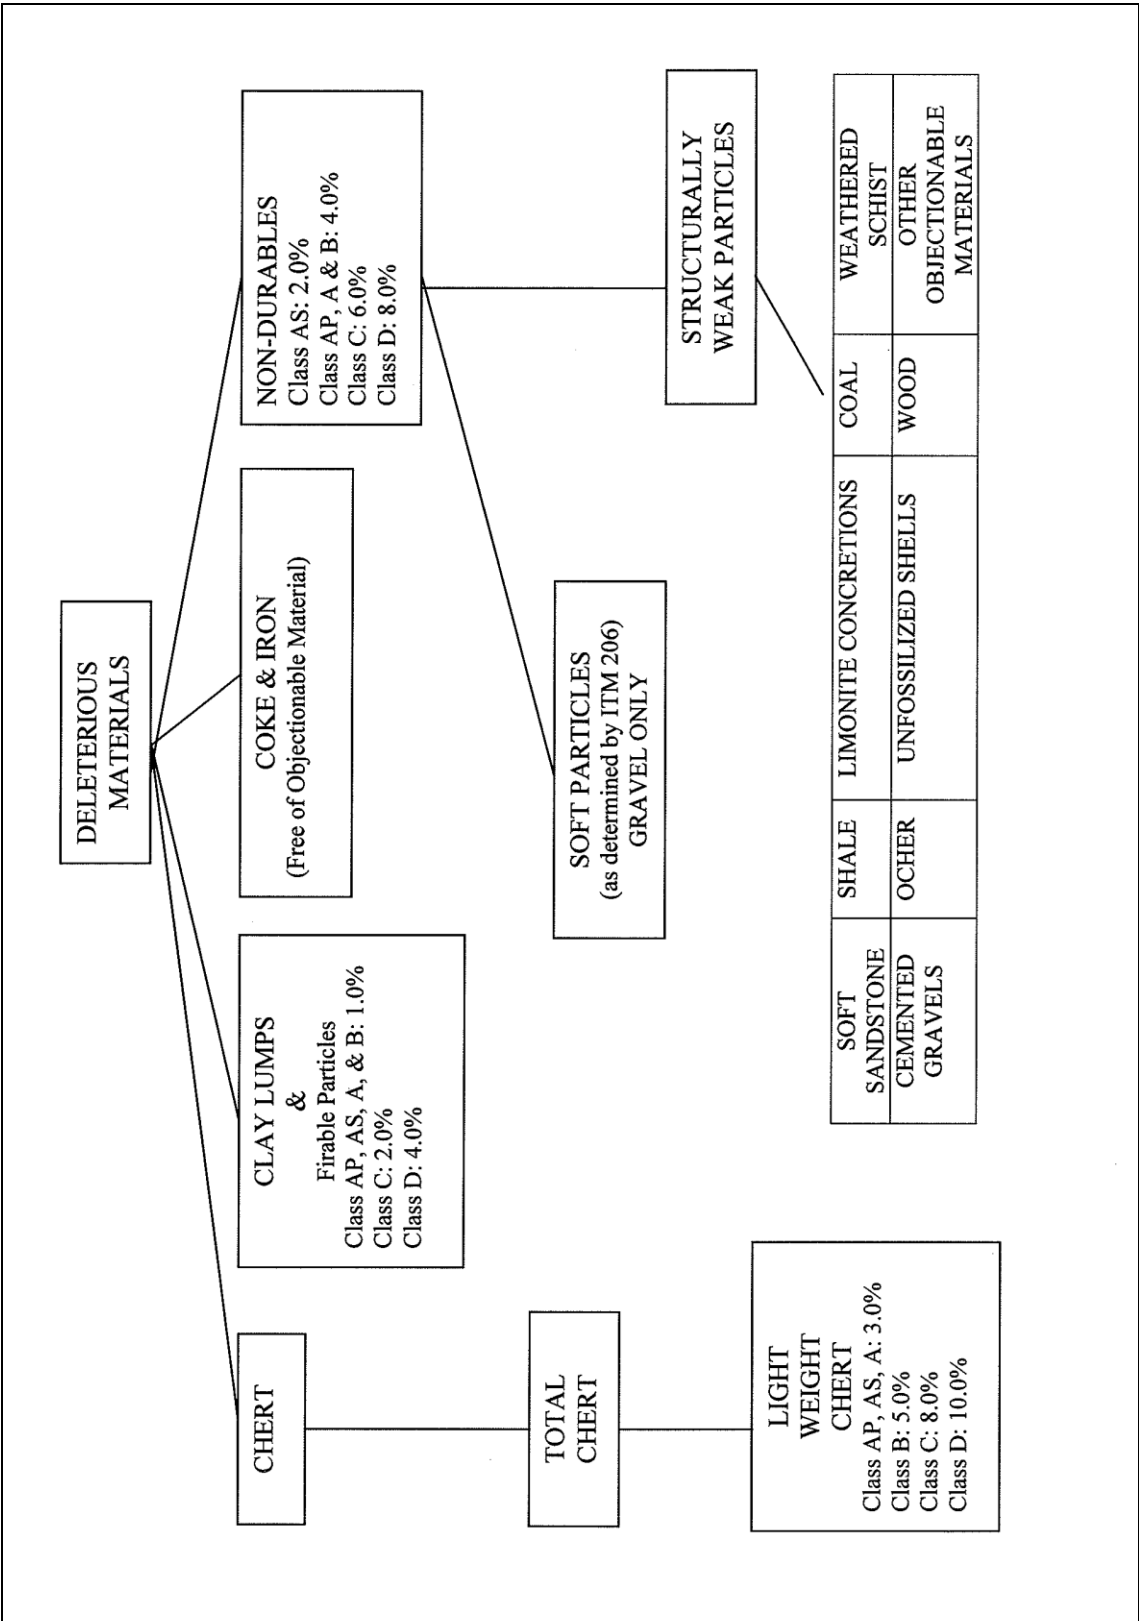 DELETERIOUS
MATERIALS
CHERT
CLAY LUMPS
&
Firable Particles
Class AP, AS, A, & B: 1.0%
Class C: 2.0%
Class D: 4.0%
COKE & IRON
(Free of Objectionable Material)
NON-DURABLES
Class AS: 2.0%
Class AP, A & B: 4.0%
Class C: 6.0%
Class D: 8.0%
TOTAL
CHERT
SOFT PARTICLES
(as determined by ITM 206)
GRAVEL ONLY
STRUCTURALLY
WEAK PARTICLES
LIGHT
WEIGHT
CHERT
Class AP, AS, A: 3.0%
Class B: 5.0%
Class C: 8.0%
Class D: 10.0%
SOFT
SANDSTONE
SHALE
LIMONITE CONCRETIONS
COAL
WEATHERED
SCHIST
CEMENTED
GRAVELS
OCHER
UNFOSSILIZED SHELLS
WOOD
OTHER
OBJECTIONABLE
MATERIALS